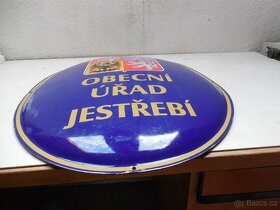 OBECNÍ
ÚŘAD
JESTŘEBÍ
Bazos.cz